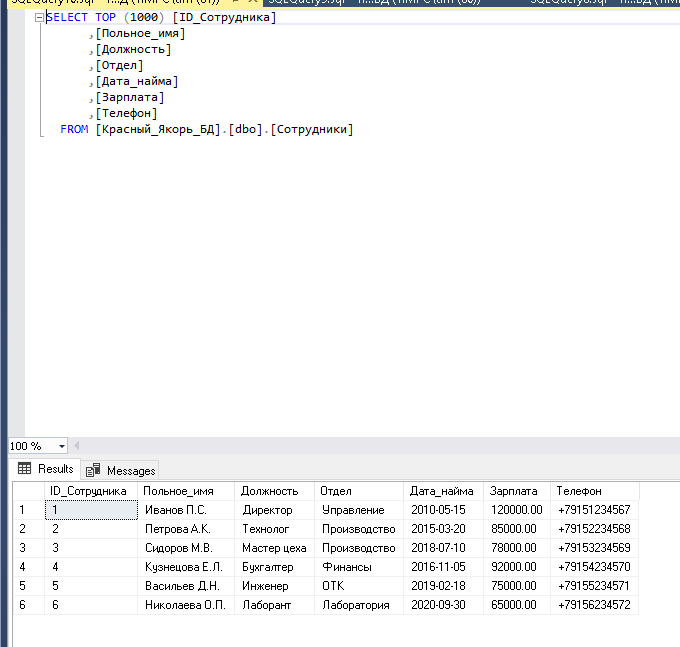 SELECT TOP (1000) [ID_Сотрудника]
,[Польное_имя]
,[Должность]
,[Отдел]
,[Дата_найма]
,[Зарплата]
,[Телефон]
FROM [Красный_Якорь_БД].[dbo].[Сотрудники]
100 %
Results Messages
ID_Сотрудника Польное_имя Должность Отдел Дата_найма Зарплата Телефон
1 1 Иванов П.С. Директор Управление 2010-05-15 120000.00 +79151234567
2 2 Петрова А.К. Технолог Производство 2015-03-20 85000.00 +79152234568
3 3 Сидоров М.В. Мастер цеха Производство 2018-07-10 78000.00 +79153234569
4 4 Кузнецова Е.Л. Бухгалтер Финансы 2016-11-05 92000.00 +79154234570
5 5 Васильев Д.Н. Инженер ОТК 2019-02-18 75000.00 +79155234571
6 6 Николаева О.П. Лаборант Лаборатория 2020-09-30 65000.00 +79156234572